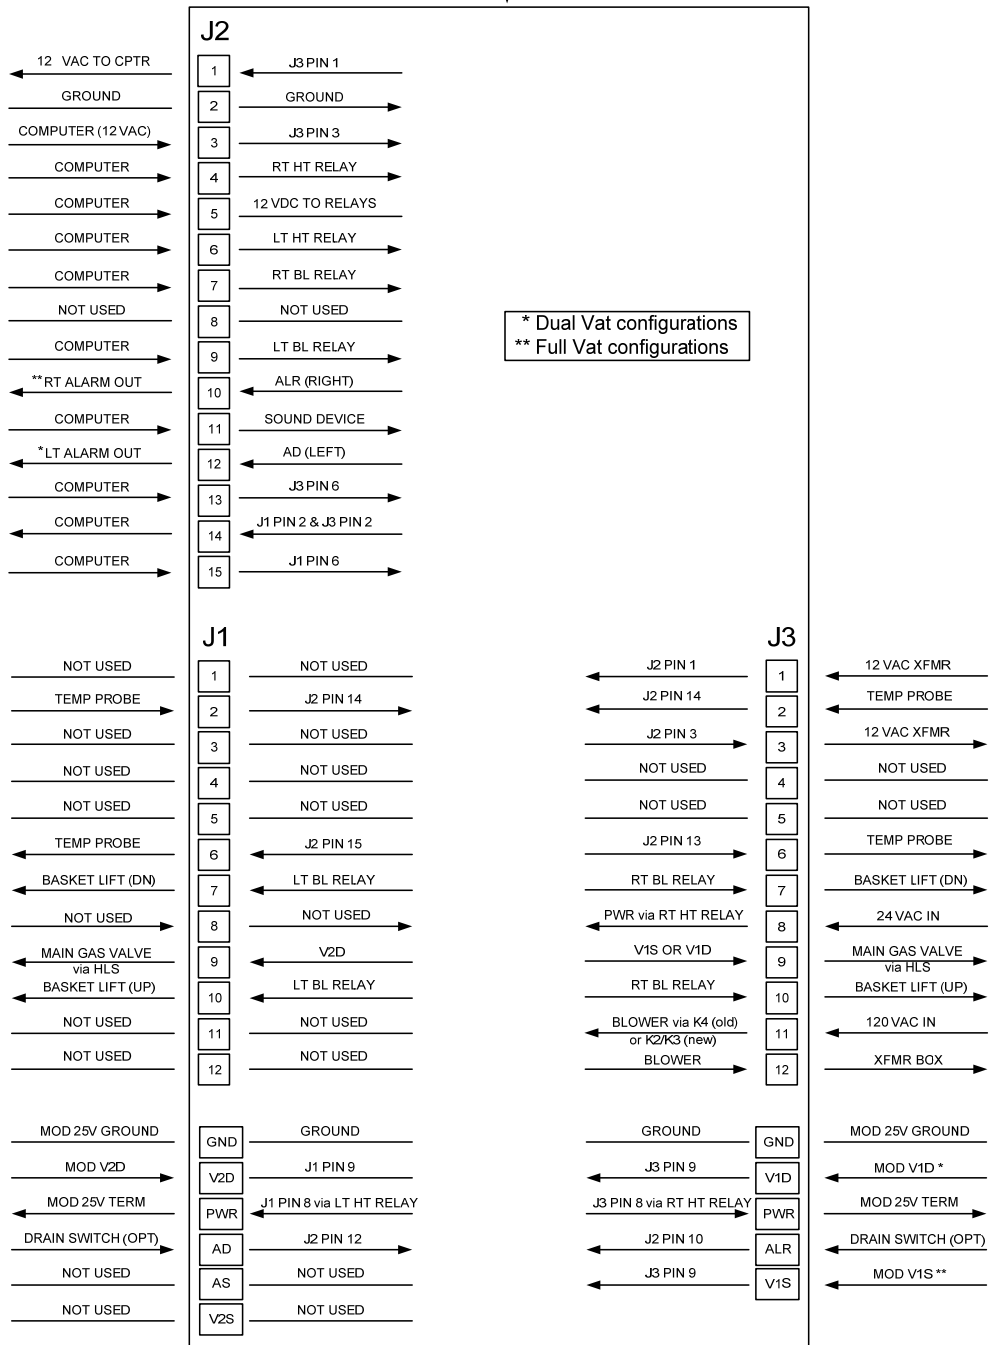 J2
12 VAC TO CPTR 1 J3 PIN 1
GROUND 2 GROUND
COMPUTER (12 VAC) 3 J3 PIN 3
COMPUTER 4 RT HT RELAY
COMPUTER 5 12 VDC TO RELAYS
COMPUTER 6 LT HT RELAY
COMPUTER 7 RT BL RELAY
NOT USED 8 NOT USED
COMPUTER 9 LT BL RELAY
**RT ALARM OUT 10 ALR (RIGHT)
COMPUTER 11 SOUND DEVICE
*LT ALARM OUT 12 AD (LEFT)
COMPUTER 13 J3 PIN 6
COMPUTER 14 J1 PIN 2 & J3 PIN 2
COMPUTER 15 J1 PIN 6
* Dual Vat configurations
** Full Vat configurations
J1
NOT USED 1 NOT USED
TEMP PROBE 2 J2 PIN 14
NOT USED 3 NOT USED
NOT USED 4 NOT USED
NOT USED 5 NOT USED
TEMP PROBE 6 J2 PIN 15
BASKET LIFT (DN) 7 LT BL RELAY
NOT USED 8 NOT USED
MAIN GAS VALVE 9 V2D
via HLS
BASKET LIFT (UP) 10 LT BL RELAY
NOT USED 11 NOT USED
NOT USED 12 NOT USED
MOD 25V GROUND GND GROUND
MOD V2D V2D J1 PIN 9
MOD 25V TERM PWR J1 PIN 8 via LT HT RELAY
DRAIN SWITCH (OPT) AD J2 PIN 12
NOT USED AS NOT USED
NOT USED V2S NOT USED
J3
J2 PIN 1 1 12 VAC XFMR
J2 PIN 14 2 TEMP PROBE
J2 PIN 3 3 12 VAC XFMR
NOT USED 4 NOT USED
NOT USED 5 NOT USED
J2 PIN 13 6 TEMP PROBE
RT BL RELAY 7 BASKET LIFT (DN)
PWR via RT HT RELAY 8 24 VAC IN
V1S OR V1D 9 MAIN GAS VALVE
via HLS
RT BL RELAY 10 BASKET LIFT (UP)
BLOWER via K4 (old) 11 120 VAC IN
or K2/K3 (new)
BLOWER 12 XFMR BOX
GROUND GND MOD 25V GROUND
J3 PIN 9 V1D MOD V1D *
J3 PIN 8 via RT HT RELAY PWR MOD 25V TERM
J2 PIN 10 ALR DRAIN SWITCH (OPT)
J3 PIN 9 V1S MOD V1S **